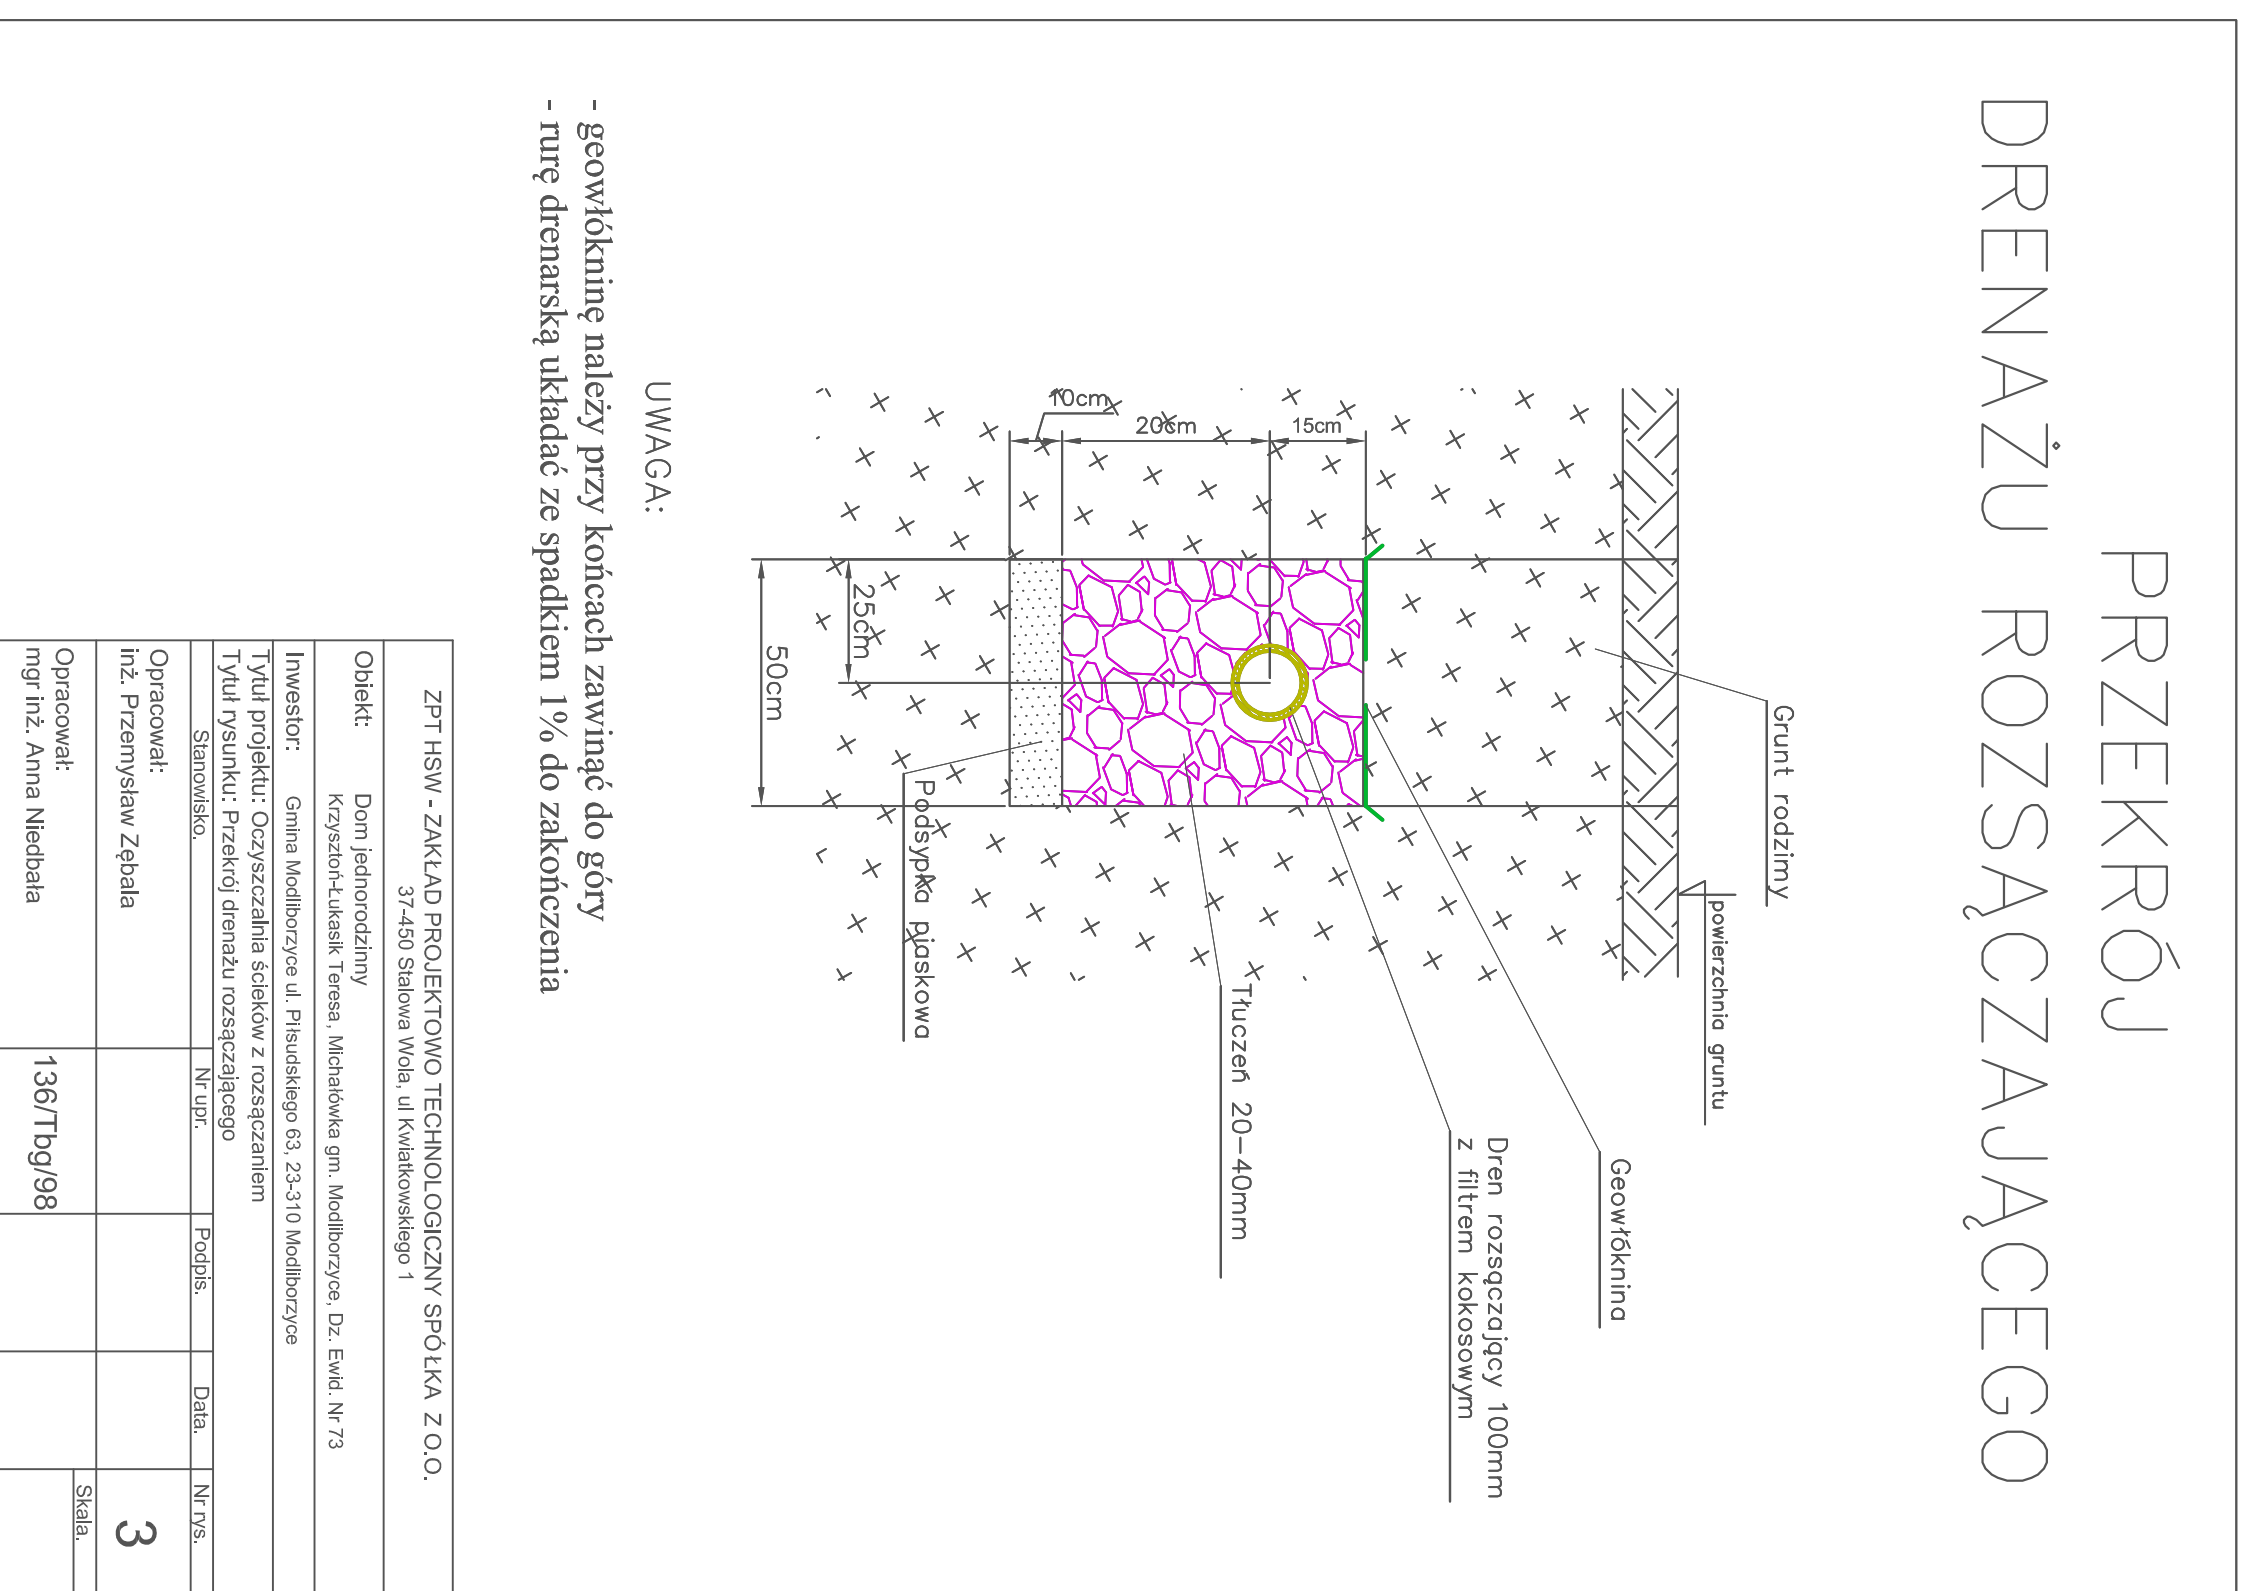 PRZEKRÓJ
DRENAŻU ROZSĄCZAJĄCEGO
Grunt rodzimy
powierzchnia gruntu
Geowłóknina
Dren rozsączający 100mm
z filtrem kokosowym
Tłuczeń 20-40mm
Podsypka piaskowa
15cm
20cm
10cm
25cm
50cm
UWAGA:
- geowłókninę należy przy końcach zawinąć do góry
- rurę drenarską układać ze spadkiem 1% do zakończenia
ZPT HSW - ZAKŁAD PROJEKTOWO TECHNOLOGICZNY SPÓŁKA Z O.O.
37-450 Stalowa Wola, ul Kwiatkowskiego 1
Obiekt: Dom jednorodzinny
Krzysztoń-Łukasik Teresa, Michałówka gm. Modliborzyce, Dz. Ewid. Nr 73
Inwestor: Gmina Modliborzyce ul. Piłsudskiego 63, 23-310 Modliborzyce
Tytuł projektu: Oczyszczalnia ścieków z rozsączaniem
Tytuł rysunku: Przekrój drenażu rozsączającego
Stanowisko. Nr upr. Podpis. Data. Nr rys.
Opracował:
inż. Przemysław Zębala
3
Skala.
Opracował:
mgr inż. Anna Niedbała
136/Tbg/98